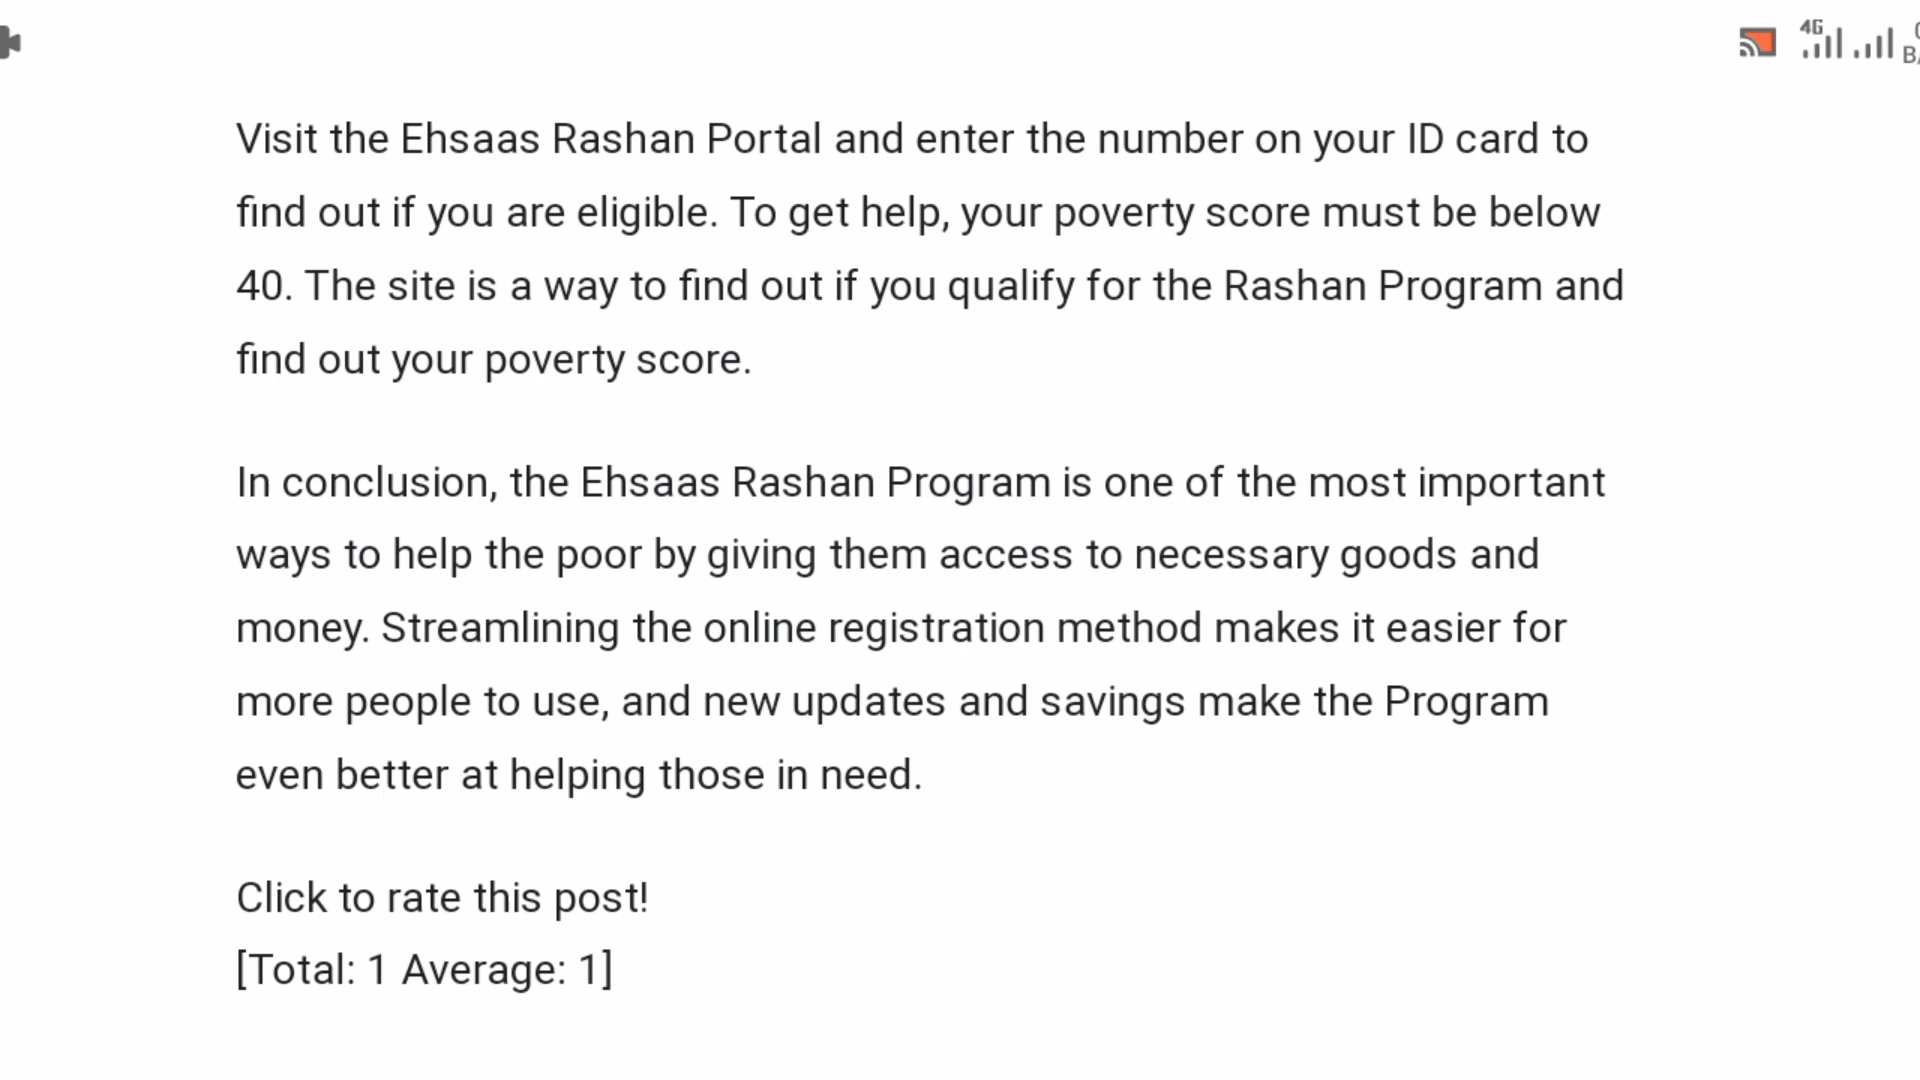 4G
Visit the Ehsaas Rashan Portal and enter the number on your ID card to
find out if you are eligible. To get help, your poverty score must be below
40. The site is a way to find out if you qualify for the Rashan Program and
find out your poverty score.
In conclusion, the Ehsaas Rashan Program is one of the most important
ways to help the poor by giving them access to necessary goods and
money. Streamlining the online registration method makes it easier for
more people to use, and new updates and savings make the Program
even better at helping those in need.
Click to rate this post!
[Total: 1 Average: 1]